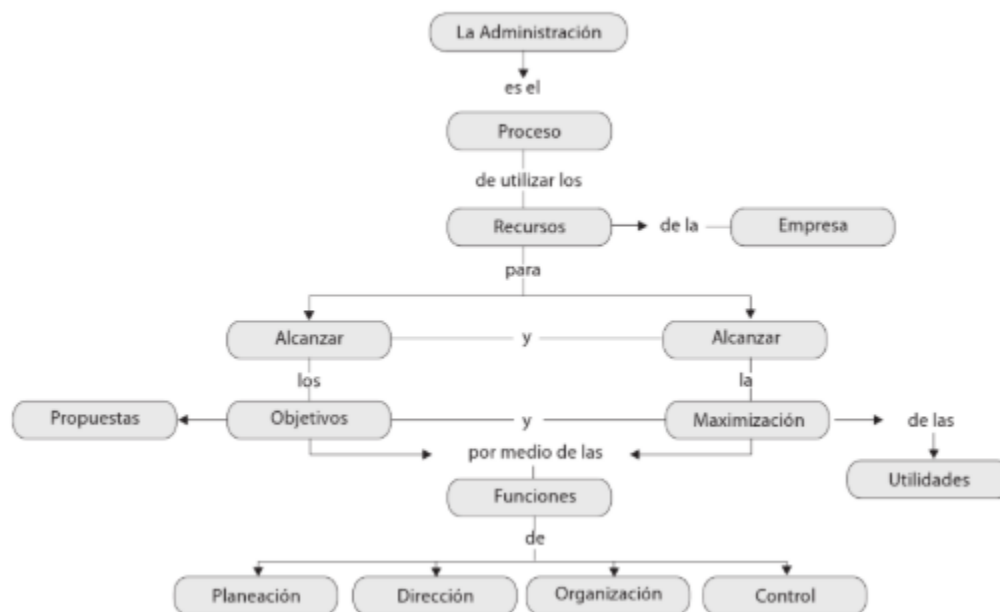 La Administración
es el
Proceso
de utilizar los
Recursos de la Empresa
para
Alcanzar y Alcanzar
los la
Propuestas Objetivos y Maximización de las
por medio de las
Utilidades
Funciones
de
Planeación Dirección Organización Control